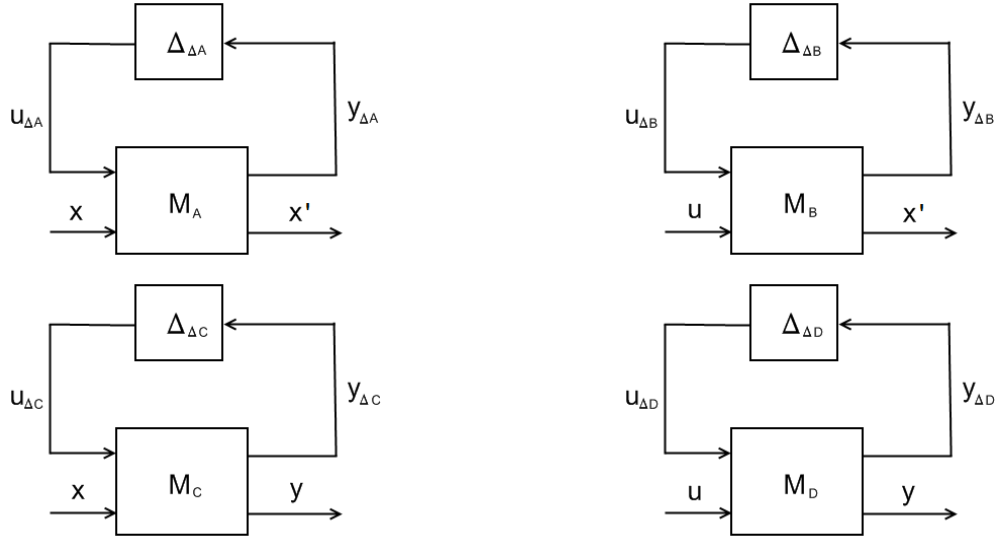 Δ_ΔA Δ_ΔB
u_ΔA y_ΔA u_ΔB y_ΔB
x M_A x' u M_B x'
Δ_ΔC Δ_ΔD
u_ΔC y_ΔC u_ΔD y_ΔD
x M_C y u M_D y